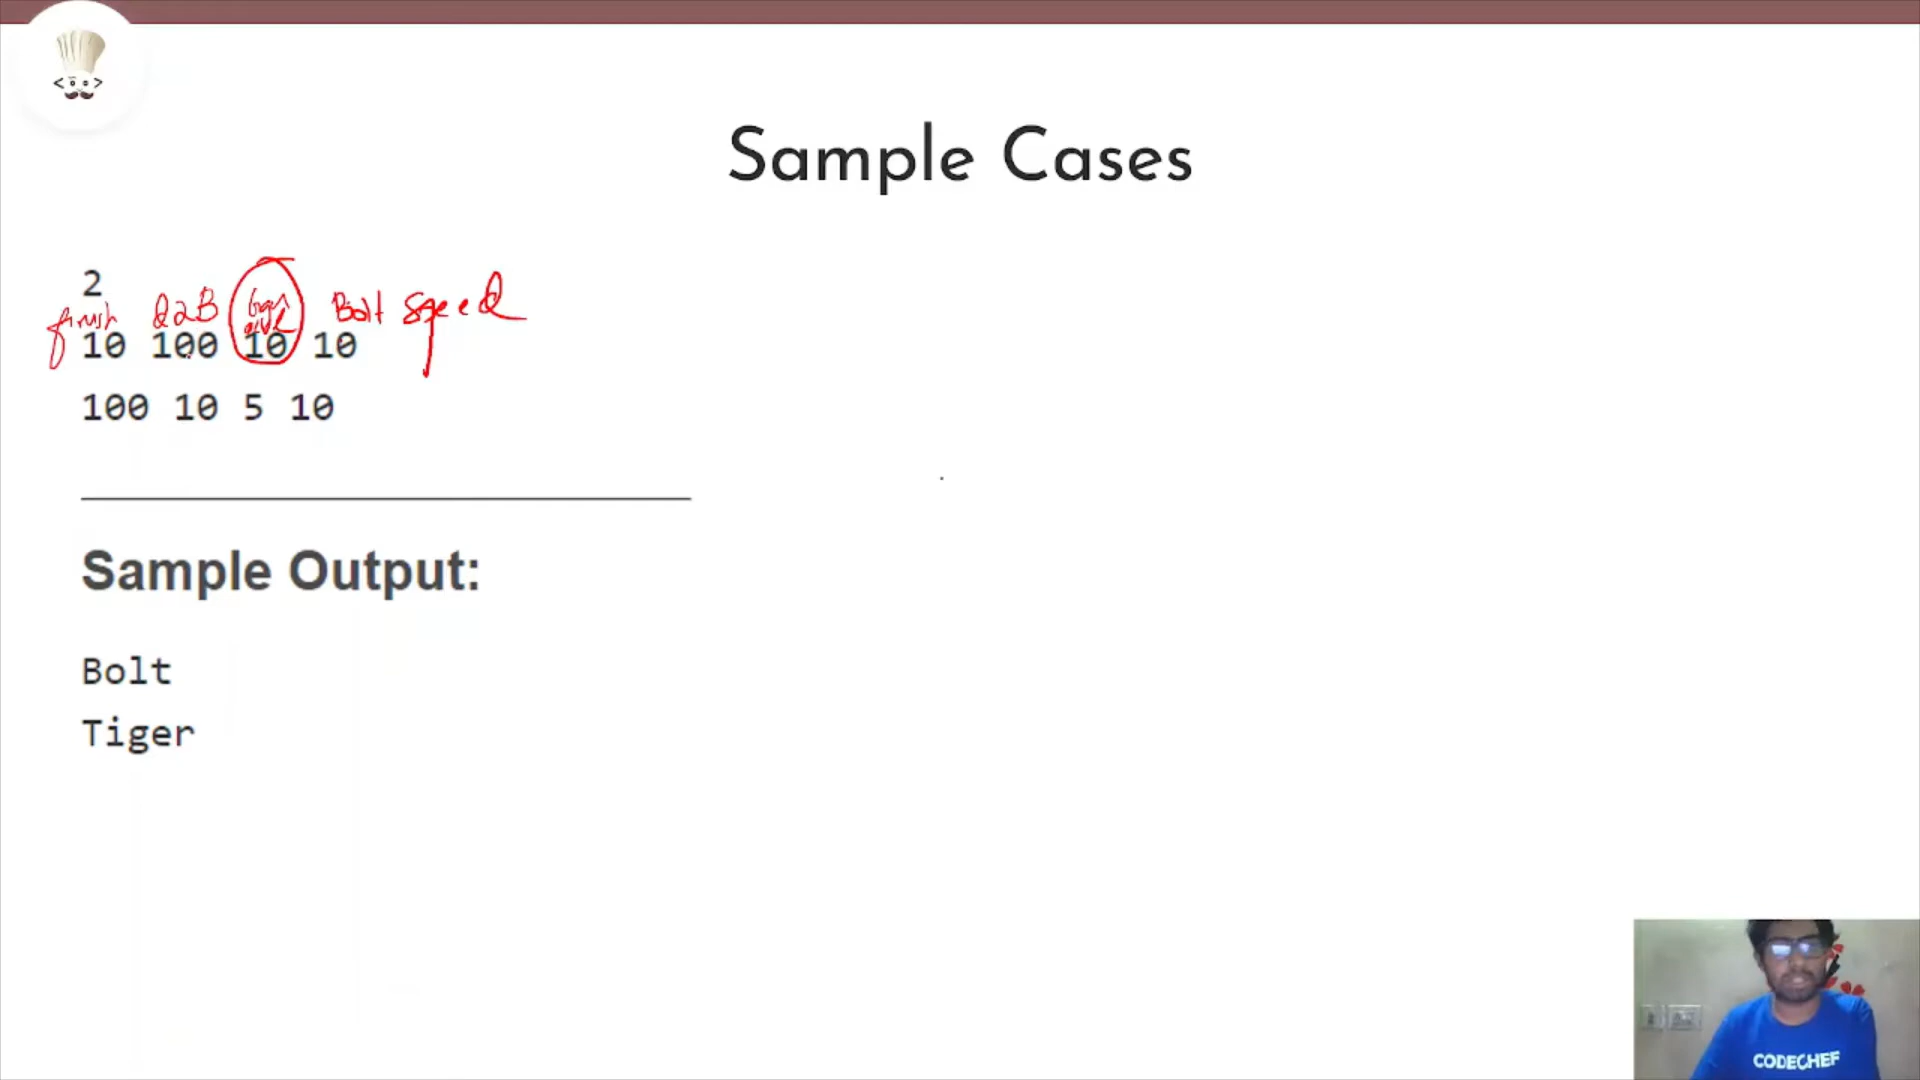 Sample Cases
2
finish D2B Bolt Speed
10 100 10 10
100 10 5 10
Sample Output:
Bolt
Tiger
CODECHEF